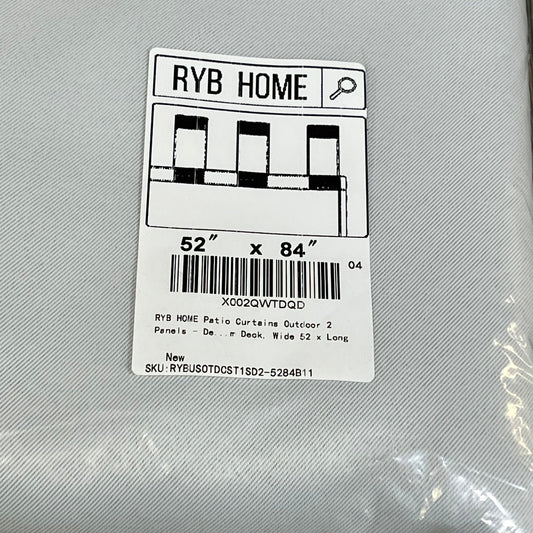 RYB HOME
52″ x 84″
04
X002QWTDQD
RYB HOME Patio Curtains Outdoor 2
Panels - De...r Deck, Wide 52 x Long
New
SKU:RYBUSOTDCST1SD2-5284B11